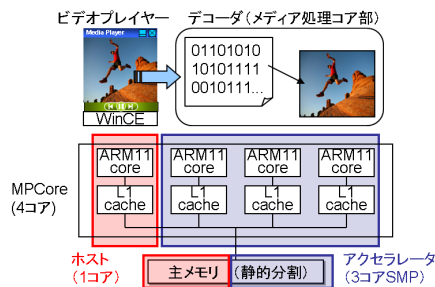 ビデオプレイヤー
デコーダ(メディア処理コア部)
Media Player
01101010
10101111
0010111...
WinCE
ARM11 core
ARM11 core
ARM11 core
ARM11 core
MPCore
(4コア)
L1 cache
L1 cache
L1 cache
L1 cache
ホスト
(1コア)
主メモリ(静的分割)
アクセラレータ
(3コアSMP)